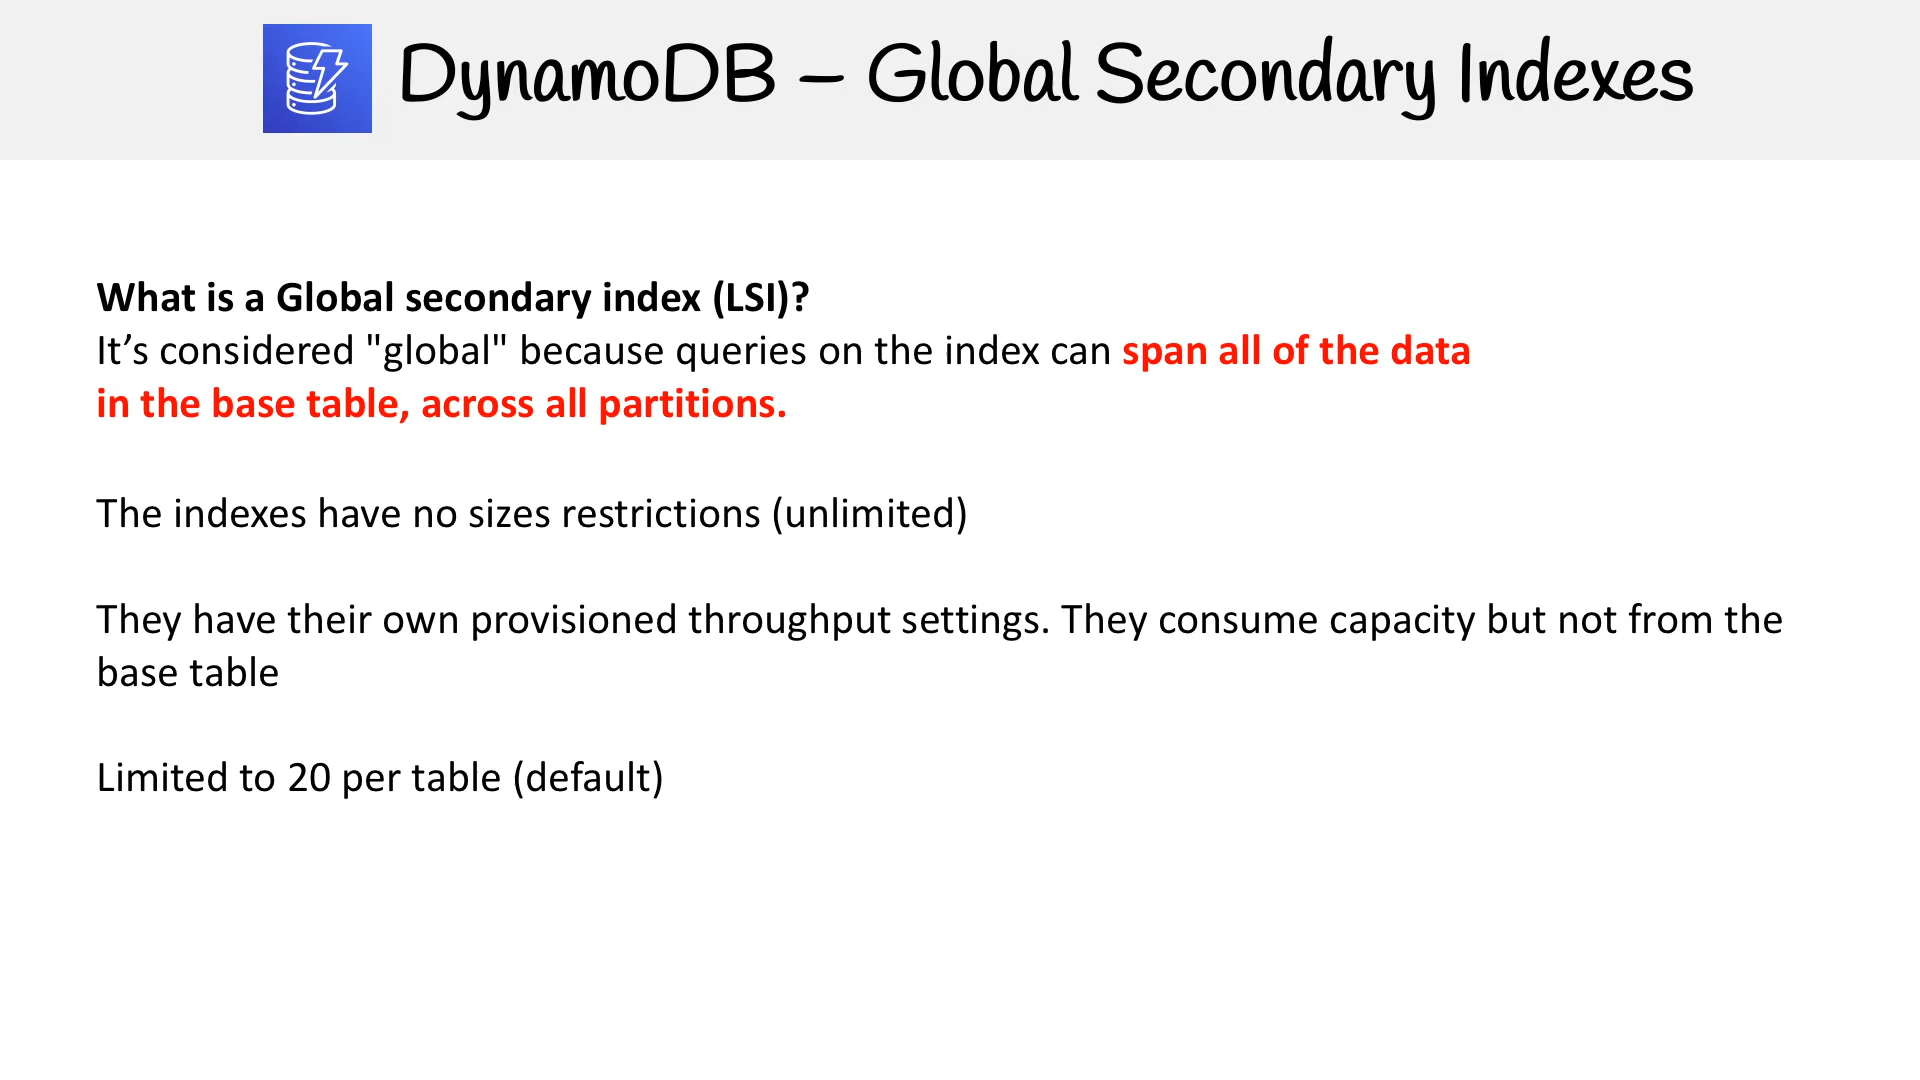 DynamoDB – Global Secondary Indexes
What is a Global secondary index (LSI)?
It’s considered "global" because queries on the index can span all of the data
in the base table, across all partitions.
The indexes have no sizes restrictions (unlimited)
They have their own provisioned throughput settings. They consume capacity but not from the
base table
Limited to 20 per table (default)